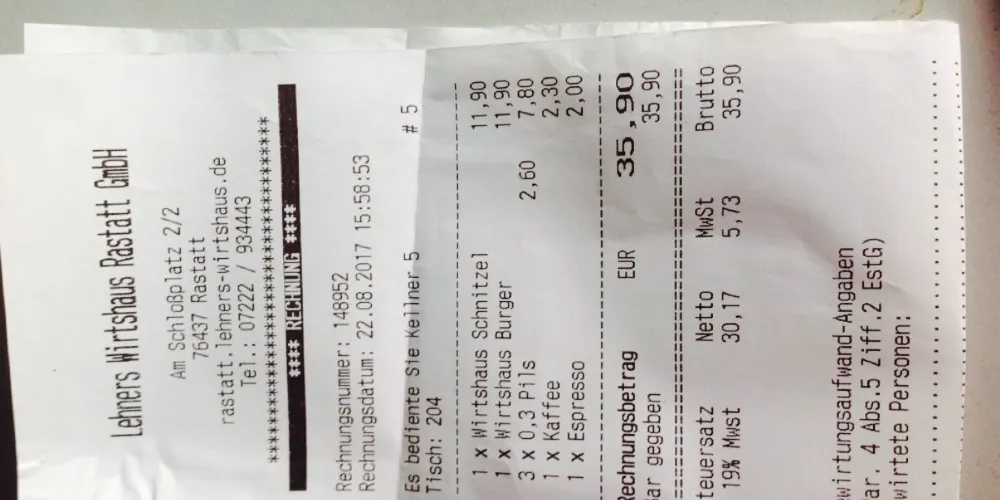 Lehners Wirtshaus Rastatt GmbH
Am Schloßplatz 2/2
76437 Rastatt
rastatt.lehners-wirtshaus.de
Tel.: 07222 / 934443
****************************************
**** RECHNUNG ****
Rechnungsnummer: 148952
Rechnungsdatum: 22.08.2017 15:58:53
Es bediente Sie Kellner 5
Tisch: 204 # 5
1 x Wirtshaus Schnitzel 11,90
1 x Wirtshaus Burger 11,90
3 x 0,3 Pils 2,60 7,80
1 x Kaffee 2,30
1 x Espresso 2,00
Rechnungsbetrag EUR 35,90
ar gegeben 35,90
teuersatz Netto MwSt Brutto
19% Mwst 30,17 5,73 35,90
ewirtungsaufwand-Angaben
ar. 4 Abs.5 Ziff.2 EstG)
wirtete Personen: